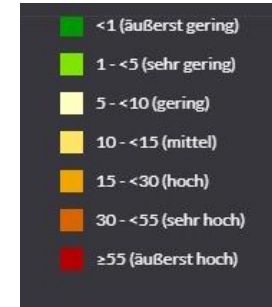 <1 (äußerst gering)
1 - <5 (sehr gering)
5 - <10 (gering)
10 - <15 (mittel)
15 - <30 (hoch)
30 - <55 (sehr hoch)
≥55 (äußerst hoch)